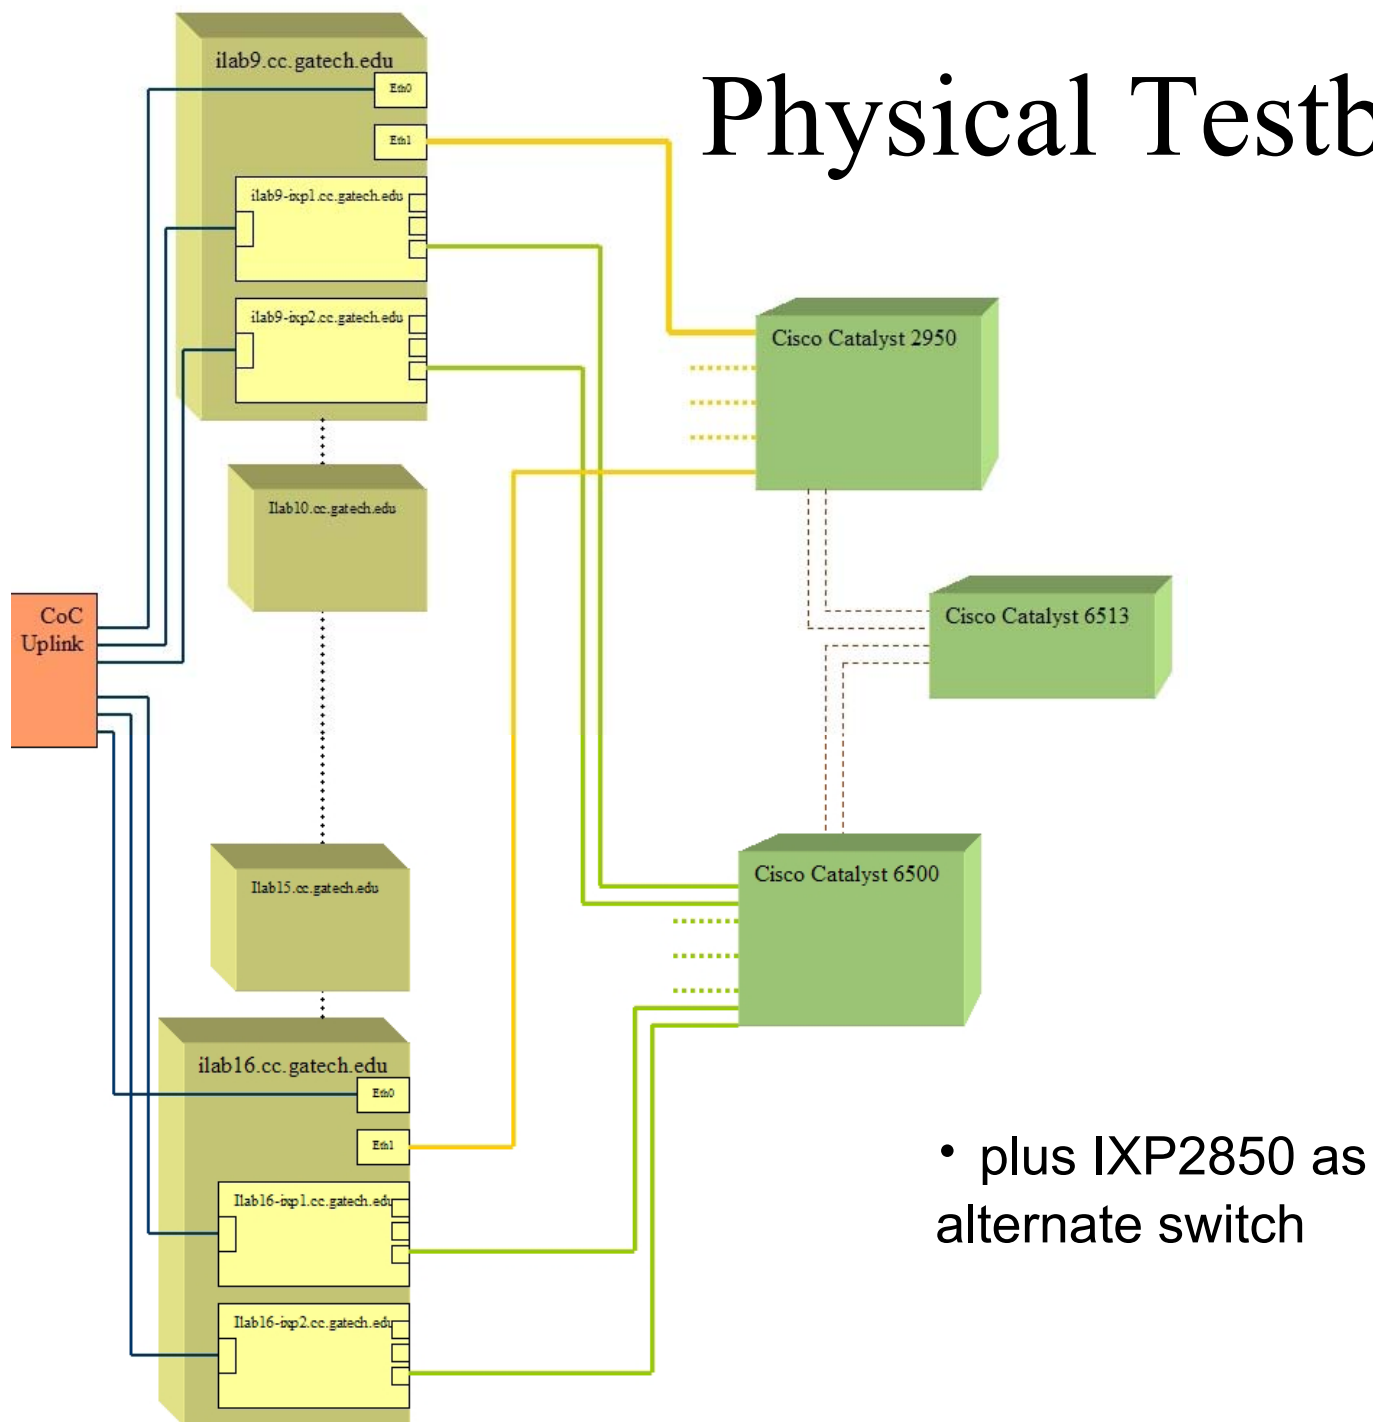 Physical Testb
ilab9.cc.gatech.edu
Eth0
Eth1
ilab9-ixp1.cc.gatech.edu
ilab9-ixp2.cc.gatech.edu
Cisco Catalyst 2950
Ilab10.cc.gatech.edu
CoC
Uplink
Cisco Catalyst 6513
Ilab15.cc.gatech.edu
Cisco Catalyst 6500
ilab16.cc.gatech.edu
Eth0
Eth1
Ilab16-ixp1.cc.gatech.edu
Ilab16-ixp2.cc.gatech.edu
• plus IXP2850 as
alternate switch